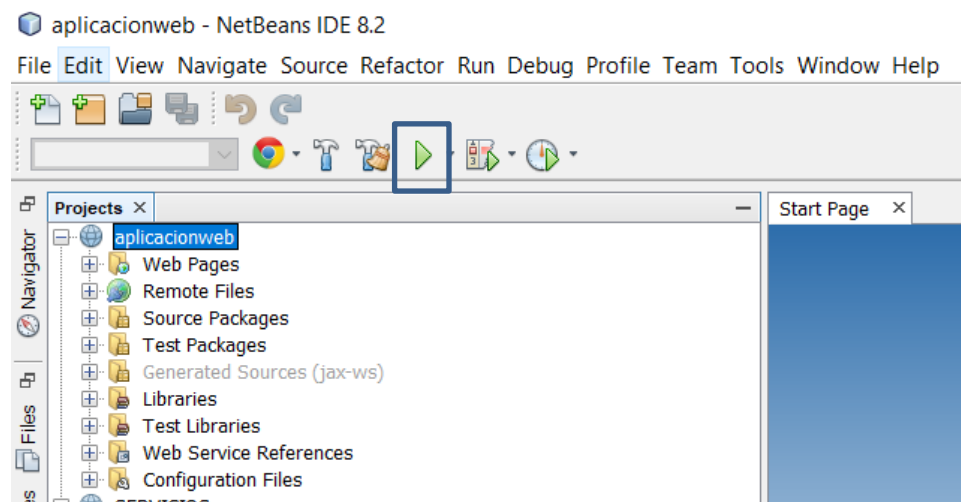 aplicacionweb - NetBeans IDE 8.2
File Edit View Navigate Source Refactor Run Debug Profile Team Tools Window Help
Projects
Start Page
Navigator
Files
aplicacionweb
Web Pages
Remote Files
Source Packages
Test Packages
Generated Sources (jax-ws)
Libraries
Test Libraries
Web Service References
Configuration Files
SERVICIOS